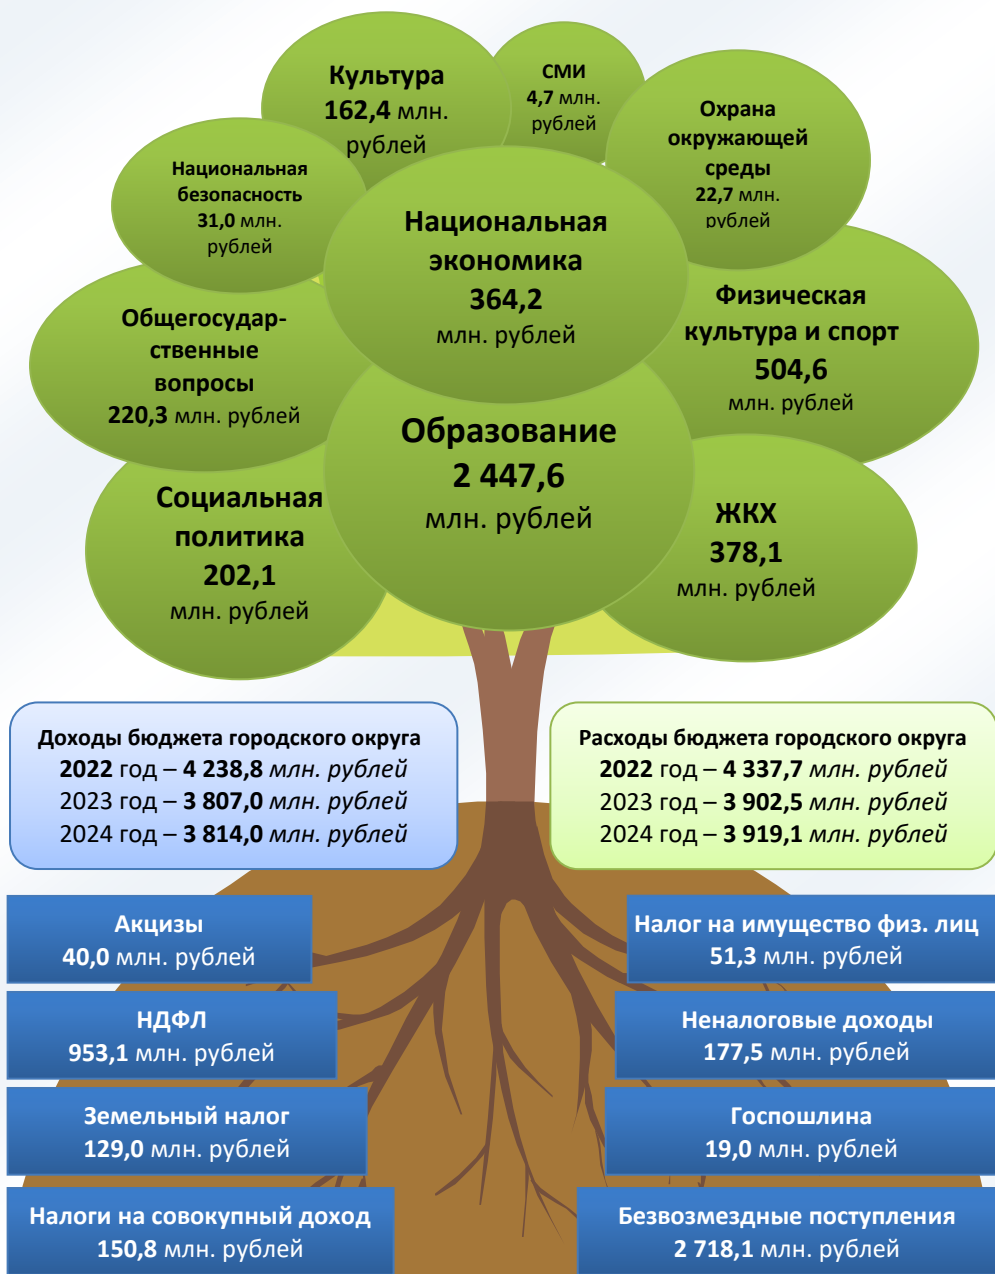 Культура
162,4 млн.
рублей
СМИ
4,7 млн.
рублей
Охрана
окружающей
среды
22,7 млн.
рублей
Национальная
безопасность
31,0 млн.
рублей
Национальная
экономика
364,2
млн. рублей
Физическая
культура и спорт
504,6
млн. рублей
Общегосудар-
ственные
вопросы
220,3 млн. рублей
Образование
2 447,6
млн. рублей
Социальная
политика
202,1
млн. рублей
ЖКХ
378,1
млн. рублей
Доходы бюджета городского округа
2022 год – 4 238,8 млн. рублей
2023 год – 3 807,0 млн. рублей
2024 год – 3 814,0 млн. рублей
Расходы бюджета городского округа
2022 год – 4 337,7 млн. рублей
2023 год – 3 902,5 млн. рублей
2024 год – 3 919,1 млн. рублей
Акцизы
40,0 млн. рублей
Налог на имущество физ. лиц
51,3 млн. рублей
НДФЛ
953,1 млн. рублей
Неналоговые доходы
177,5 млн. рублей
Земельный налог
129,0 млн. рублей
Госпошлина
19,0 млн. рублей
Налоги на совокупный доход
150,8 млн. рублей
Безвозмездные поступления
2 718,1 млн. рублей